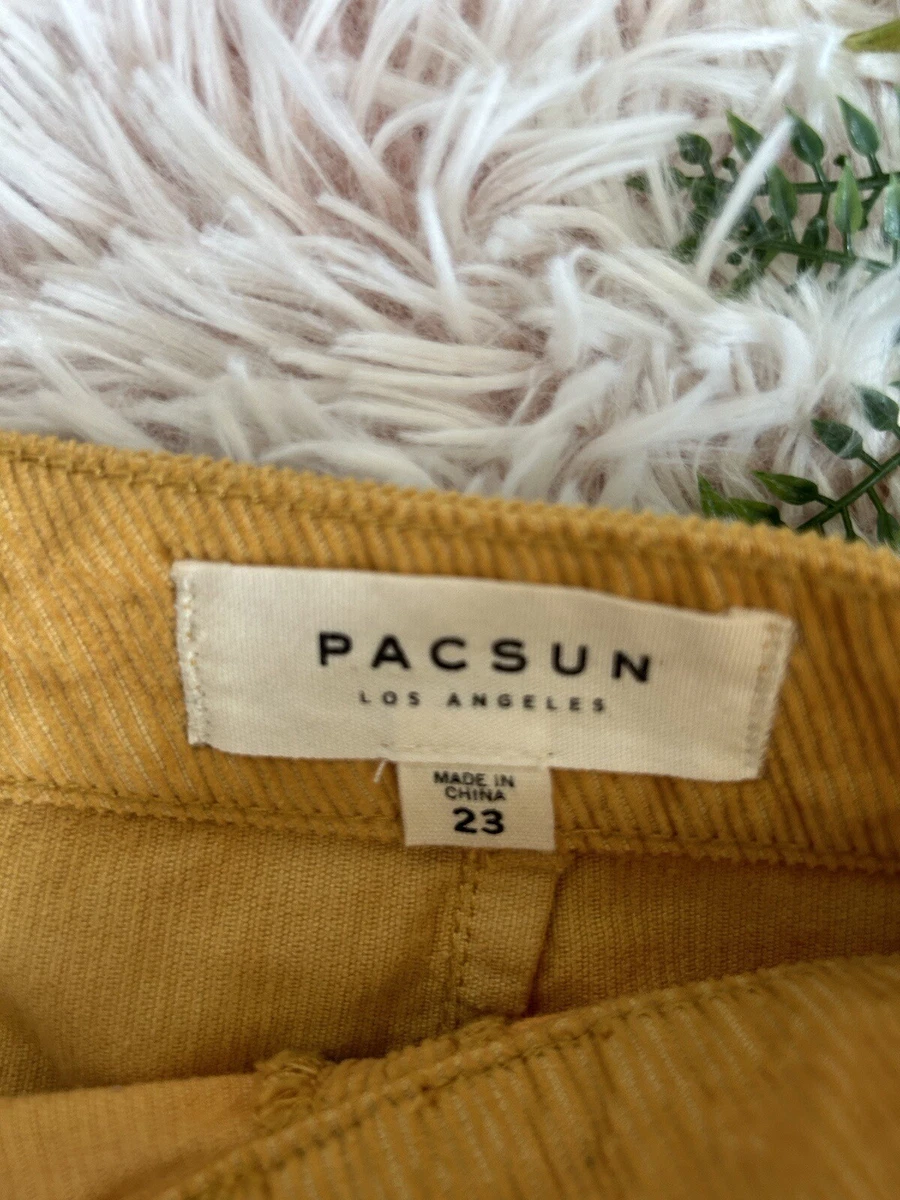 PACSUN
LOS ANGELES
MADE IN
CHINA
23